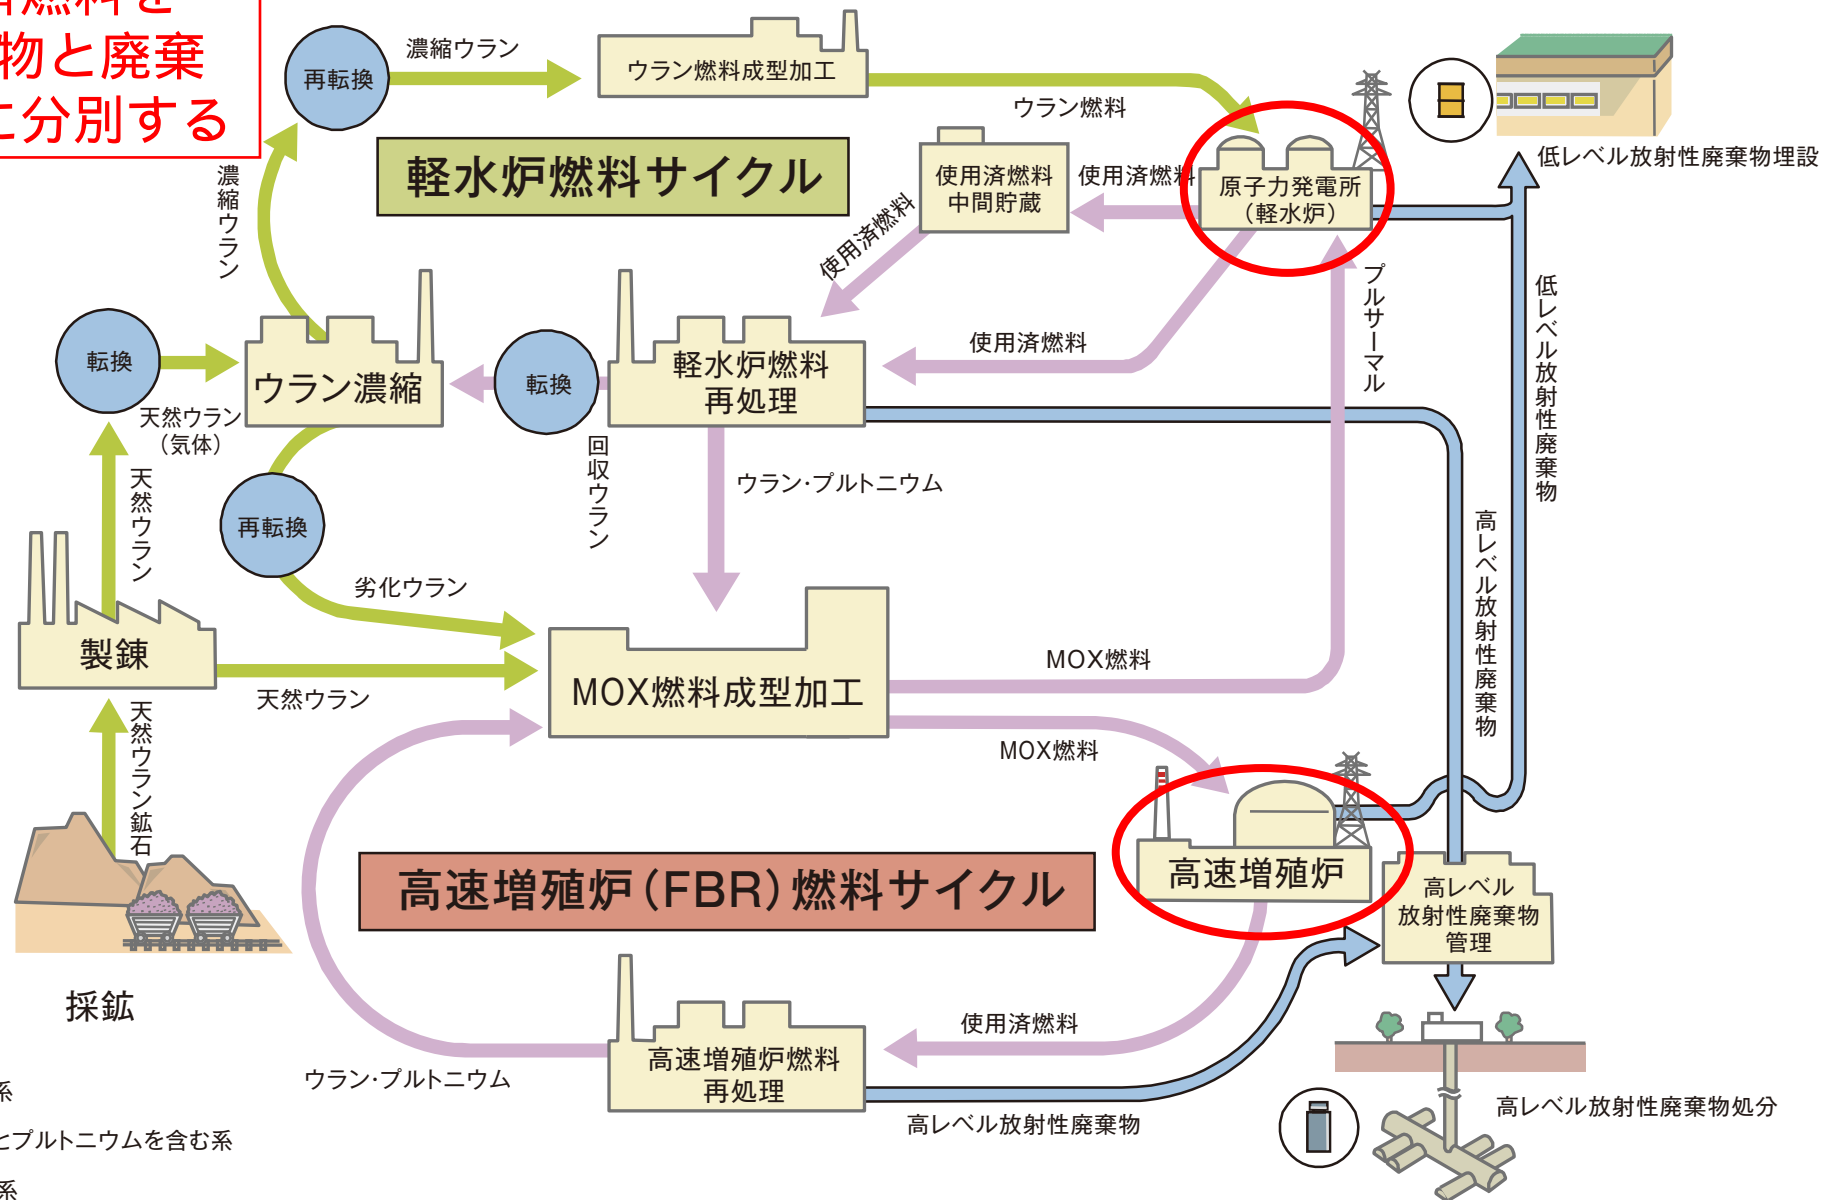 燃料を
物と廃棄
に分別する
再転換
濃縮ウラン
ウラン燃料成型加工
ウラン燃料
低レベル放射性廃棄物埋設
軽水炉燃料サイクル
濃縮ウラン
使用済燃料
中間貯蔵
使用済燃料
原子力発電所
（軽水炉）
使用済燃料
プルサーマル
低レベル放射性廃棄物
転換
天然ウラン
（気体）
ウラン濃縮
転換
回収ウラン
軽水炉燃料
再処理
使用済燃料
ウラン・プルトニウム
高レベル放射性廃棄物
天然ウラン
再転換
劣化ウラン
製錬
天然ウラン
MOX燃料成型加工
MOX燃料
MOX燃料
天然ウラン鉱石
採鉱
高速増殖炉（FBR）燃料サイクル
高速増殖炉
高レベル
放射性廃棄物
管理
使用済燃料
高速増殖炉燃料
再処理
ウラン・プルトニウム
高レベル放射性廃棄物
高レベル放射性廃棄物処分
系
とプルトニウムを含む系
系